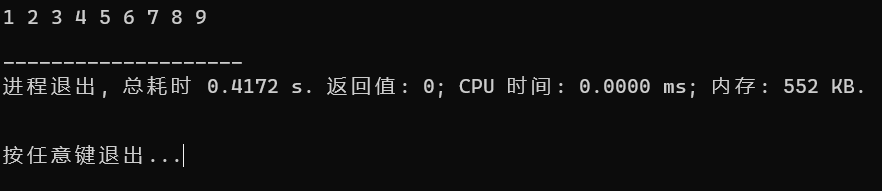 1 2 3 4 5 6 7 8 9
--------------------
进程退出, 总耗时 0.4172 s. 返回值: 0; CPU 时间: 0.0000 ms; 内存: 552 KB.
按任意键退出...